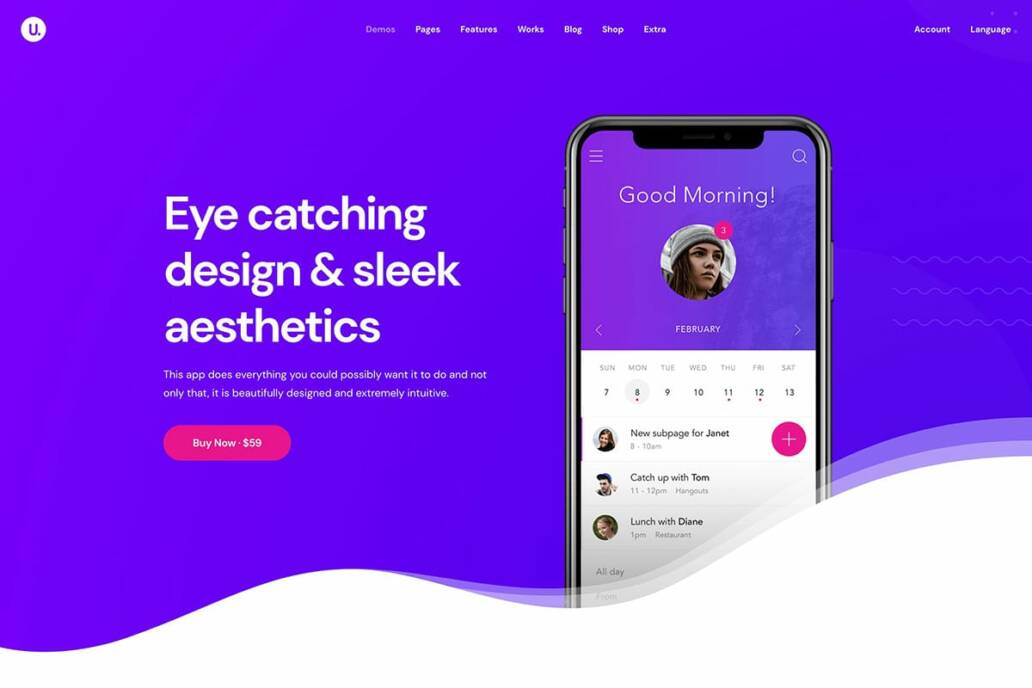 U.
Demos Pages Features Works Blog Shop Extra
Account Language
Eye catching
design & sleek
aesthetics
This app does everything you could possibly want it to do and not
only that, it is beautifully designed and extremely intuitive.
Buy Now · $59
Good Morning!
3
FEBRUARY
SUN MON TUE WED THU FRI SAT
7 8 9 10 11 12 13
New subpage for Janet
8 - 10am
Catch up with Tom
11 - 12pm Hangouts
Lunch with Diane
1pm Restaurant
All day
From